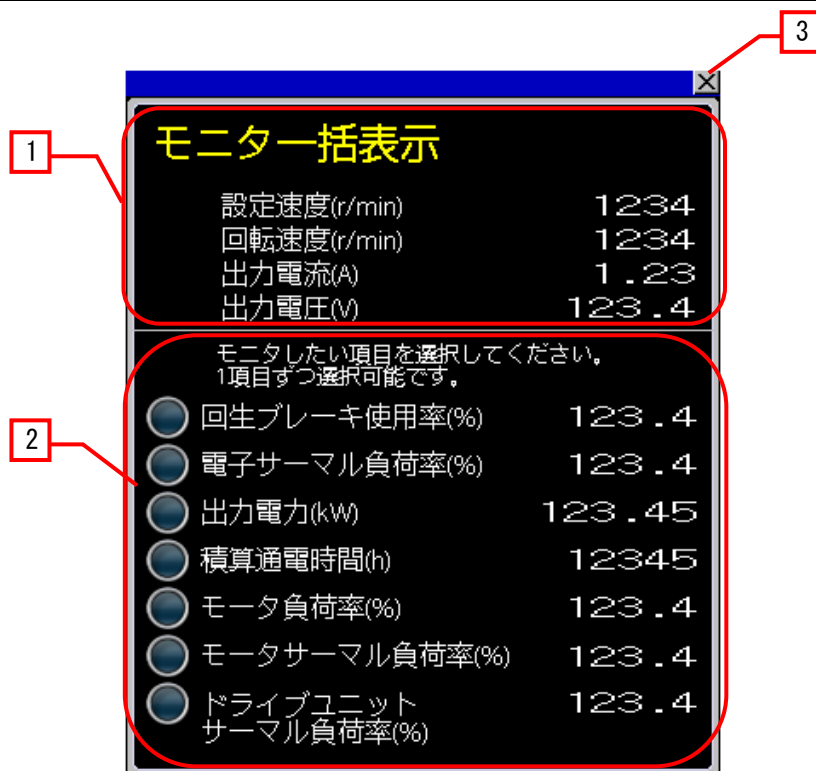 3
1
モニター括表示
設定速度(r/min) 1234
回転速度(r/min) 1234
出力電流(A) 1.23
出力電圧(V) 123.4
2
モニタしたい項目を選択してください。
1項目ずつ選択可能です。
回生ブレーキ使用率(%) 123.4
電子サーマル負荷率(%) 123.4
出力電力(kW) 123.45
積算通電時間(h) 12345
モータ負荷率(%) 123.4
モータサーマル負荷率(%) 123.4
ドライブユニット 123.4
サーマル負荷率(%)